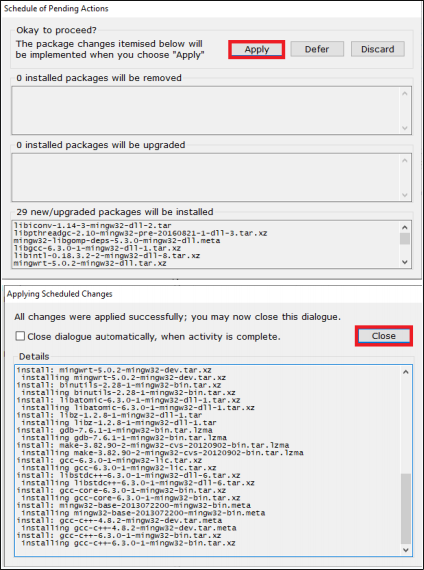 Schedule of Pending Actions
Okay to proceed?
The package changes itemised below will
be implemented when you choose "Apply"
Apply
Defer
Discard
0 installed packages will be removed
0 installed packages will be upgraded
29 new/upgraded packages will be installed
libiconv-1.14-3-mingw32-dll-2.tar
libpthreadgc-2.10-mingw32-pre-20160821-1-dll-3.tar.xz
mingw32-libgomp-deps-5.3.0-mingw32-dll.meta
libgcc-6.3.0-1-mingw32-dll-1.tar.xz
libintl-0.18.3.2-2-mingw32-dll-8.tar.xz
mingwrt-5.0.2-mingw32-dll.tar.xz
Applying Scheduled Changes
All changes were applied successfully; you may now close this dialogue.
Close dialogue automatically, when activity is complete.
Close
Details
install: mingwrt-5.0.2-mingw32-dev.tar.xz
installing mingwrt-5.0.2-mingw32-dev.tar.xz
install: binutils-2.28-1-mingw32-bin.tar.xz
installing binutils-2.28-1-mingw32-bin.tar.xz
install: libatomic-6.3.0-1-mingw32-dll-1.tar.xz
installing libatomic-6.3.0-1-mingw32-dll-1.tar.xz
install: libz-1.2.8-1-mingw32-dll-1.tar
installing libz-1.2.8-1-mingw32-dll-1.tar
install: gdb-7.6.1-1-mingw32-bin.tar.lzma
installing gdb-7.6.1-1-mingw32-bin.tar.lzma
install: make-3.82.90-2-mingw32-cvs-20120902-bin.tar.lzma
installing make-3.82.90-2-mingw32-cvs-20120902-bin.tar.lzma
install: gcc-6.3.0-1-mingw32-lic.tar.xz
installing gcc-6.3.0-1-mingw32-lic.tar.xz
install: libstdc++-6.3.0-1-mingw32-dll-6.tar.xz
installing libstdc++-6.3.0-1-mingw32-dll-6.tar.xz
install: gcc-core-6.3.0-1-mingw32-bin.tar.xz
installing gcc-core-6.3.0-1-mingw32-bin.tar.xz
install: mingw32-base-2013072200-mingw32-bin.meta
installing mingw32-base-2013072200-mingw32-bin.meta
install: gcc-c++-4.8.2-mingw32-dev.tar.meta
installing gcc-c++-4.8.2-mingw32-dev.tar.meta
install: gcc-c++-6.3.0-1-mingw32-bin.tar.xz
installing gcc-c++-6.3.0-1-mingw32-bin.tar.xz